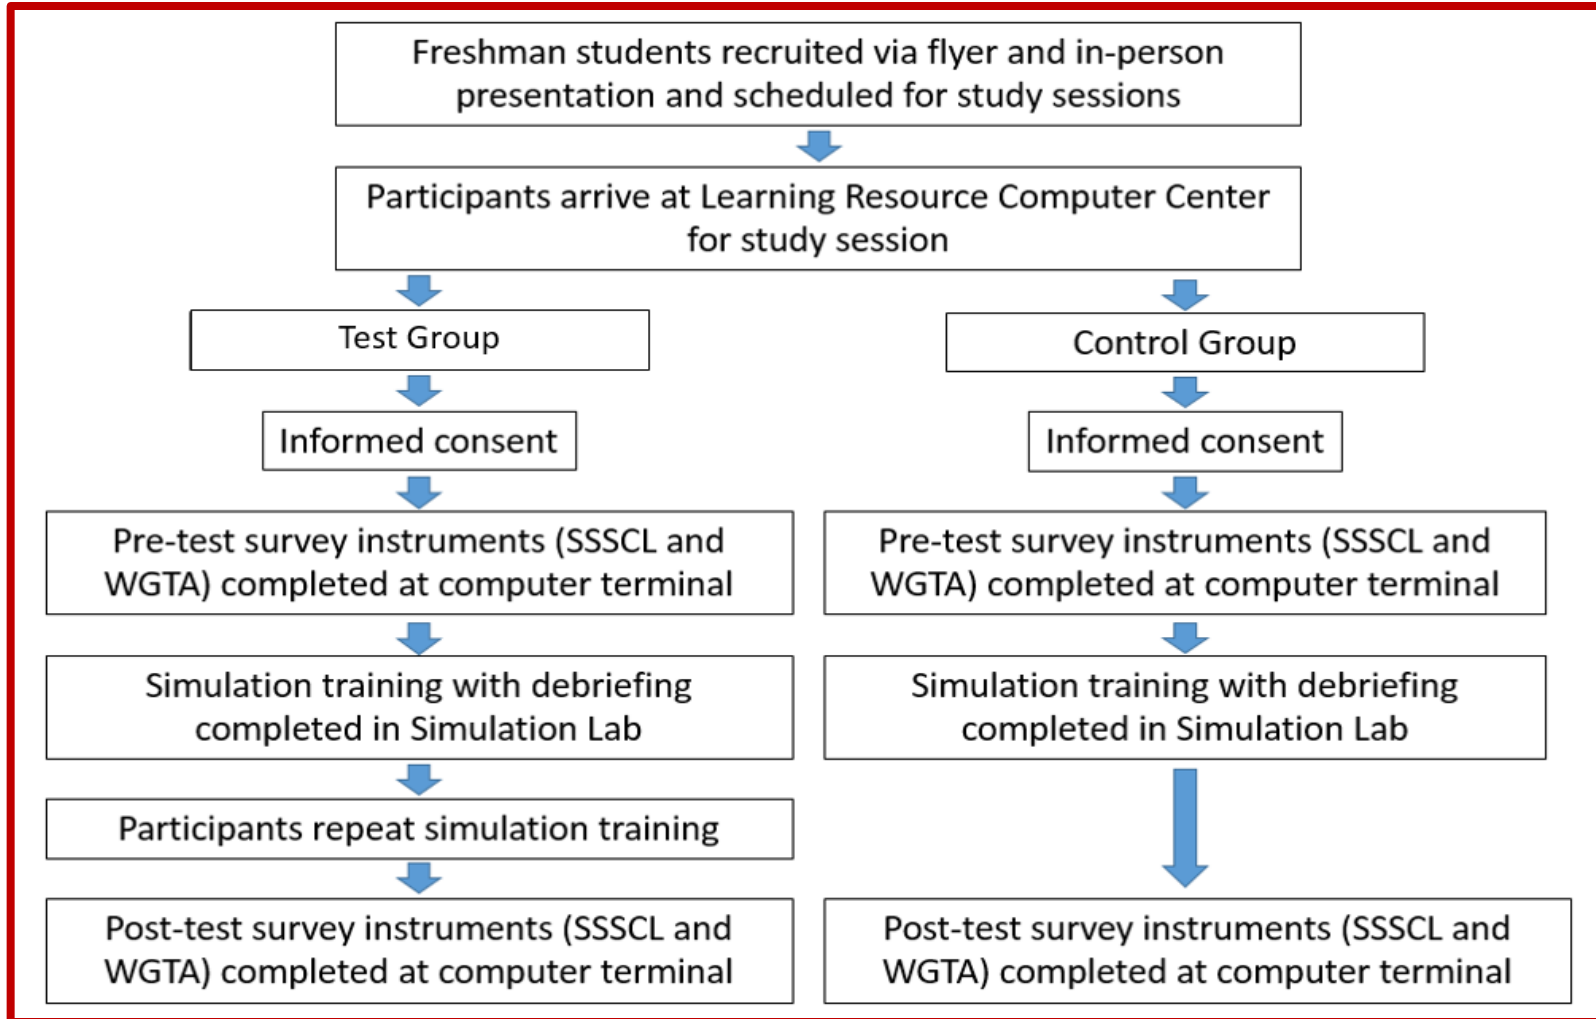 Freshman students recruited via flyer and in-person
presentation and scheduled for study sessions
Participants arrive at Learning Resource Computer Center
for study session
Test Group
Control Group
Informed consent
Informed consent
Pre-test survey instruments (SSSCL and
WGTA) completed at computer terminal
Pre-test survey instruments (SSSCL and
WGTA) completed at computer terminal
Simulation training with debriefing
completed in Simulation Lab
Simulation training with debriefing
completed in Simulation Lab
Participants repeat simulation training
Post-test survey instruments (SSSCL and
WGTA) completed at computer terminal
Post-test survey instruments (SSSCL and
WGTA) completed at computer terminal